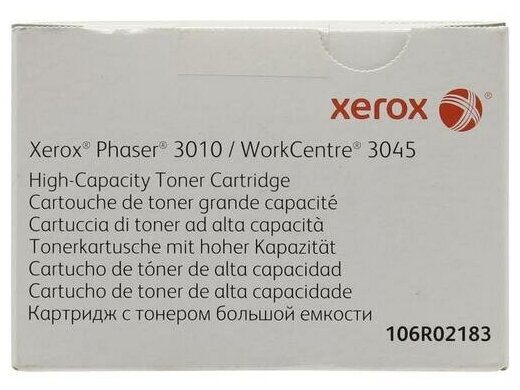 xerox
Xerox® Phaser® 3010 / WorkCentre® 3045
High-Capacity Toner Cartridge
Cartouche de toner grande capacité
Cartuccia di toner ad alta capacità
Tonerkartusche mit hoher Kapazität
Cartucho de tóner de alta capacidad
Cartucho de toner de alta capacidade
Картридж с тонером большой емкости
106R02183